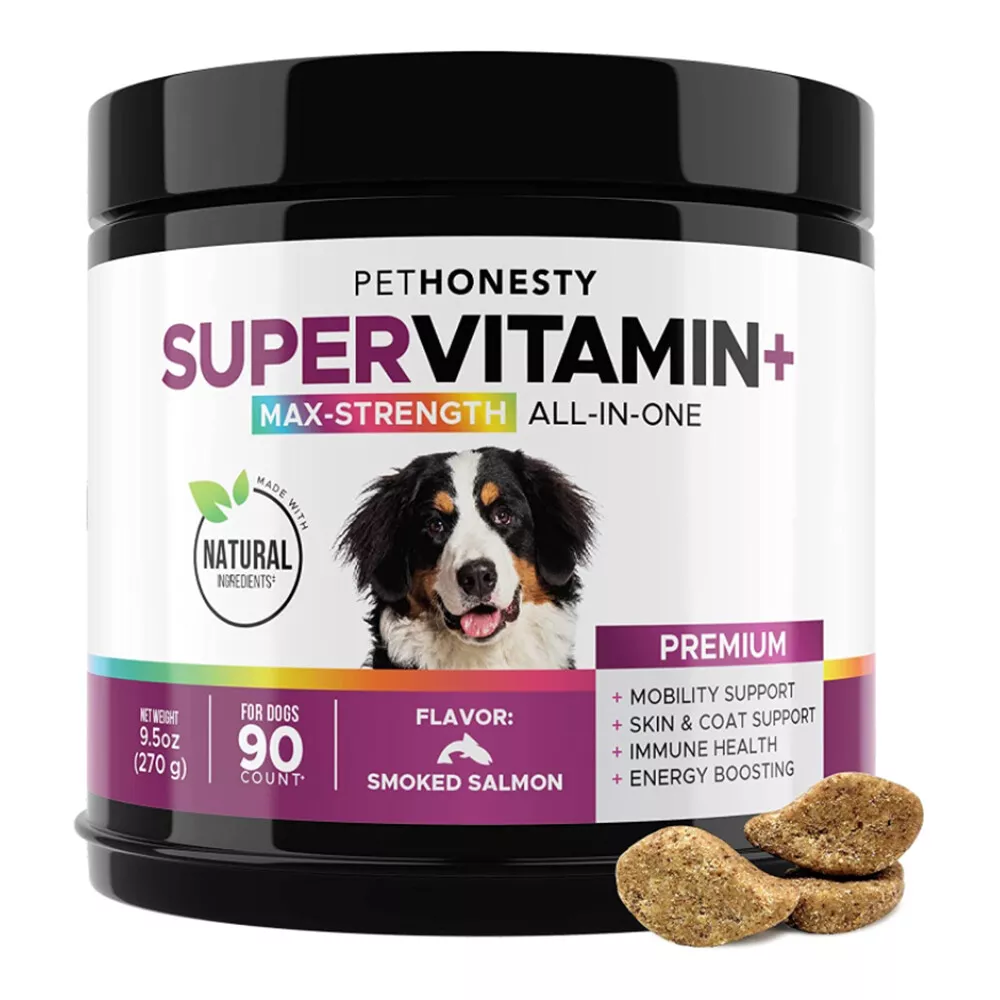 PETHONESTY
SUPERVITAMIN+
MAX-STRENGTH ALL-IN-ONE
MADE WITH
NATURAL
INGREDIENTS‡
PREMIUM
+ MOBILITY SUPPORT
+ SKIN & COAT SUPPORT
+ IMMUNE HEALTH
+ ENERGY BOOSTING
NET WEIGHT
9.5oz
(270 g)
FOR DOGS
90
COUNT*
FLAVOR:
SMOKED SALMON